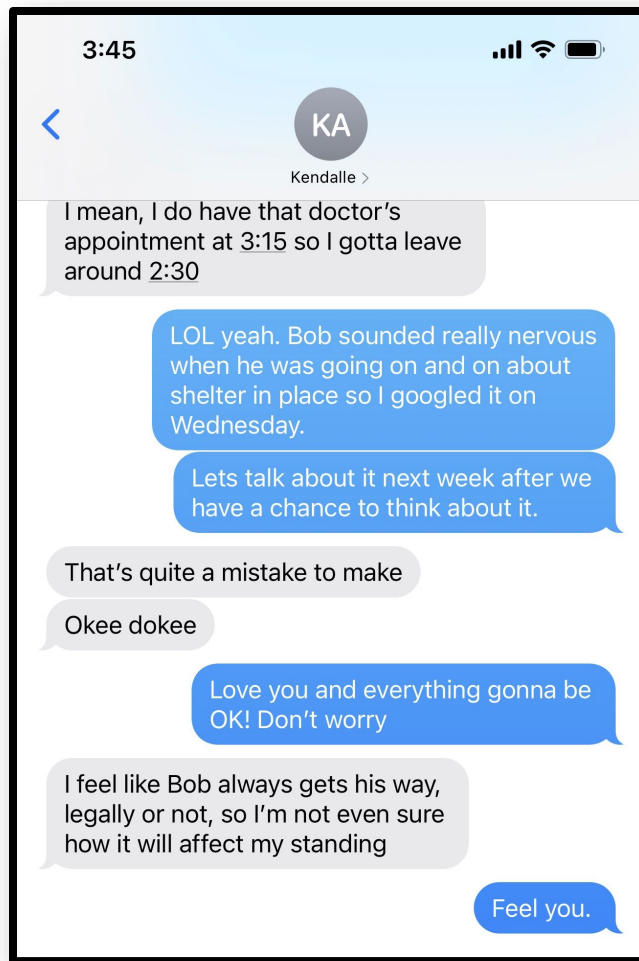 3:45
KA
Kendalle >
I mean, I do have that doctor's
appointment at 3:15 so I gotta leave
around 2:30
LOL yeah. Bob sounded really nervous
when he was going on and on about
shelter in place so I googled it on
Wednesday.
Lets talk about it next week after we
have a chance to think about it.
That's quite a mistake to make
Okee dokee
Love you and everything gonna be
OK! Don't worry
I feel like Bob always gets his way,
legally or not, so I'm not even sure
how it will affect my standing
Feel you.